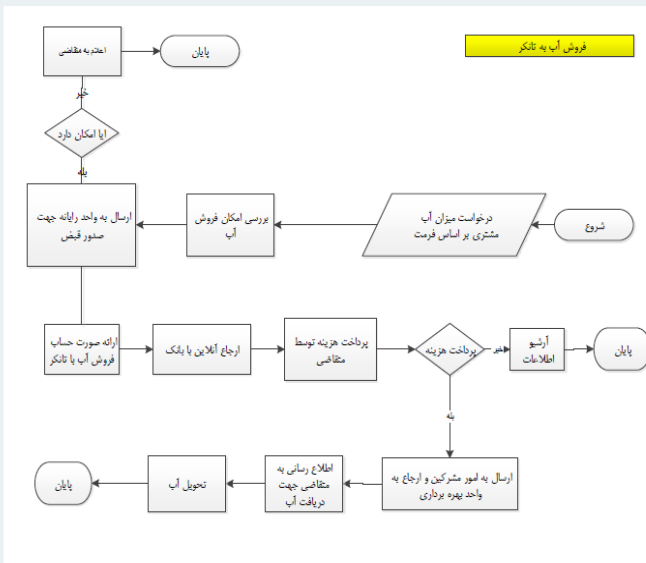 فروش آب به تانکر
اعلام به متقاضی
پایان
خیر
ایا امکان دارد
بله
شروع
درخواست میزان آب
مشتری بر اساس فرمت
بررسی امکان فروش
آب
ارسال به واحد رایانه جهت
صدور قبض
ارائه صورت حساب
فروش آب با تانکر
ارجاع آنلاین با بانک
پرداخت هزینه توسط
متقاضی
پرداخت هزینه
خیر
آرشیو
اطلاعات
پایان
بله
ارسال به امور مشرکین و ارجاع به
واحد بهره برداری
اطلاع رسانی به
متقاضی جهت
دریافت آب
تحویل آب
پایان